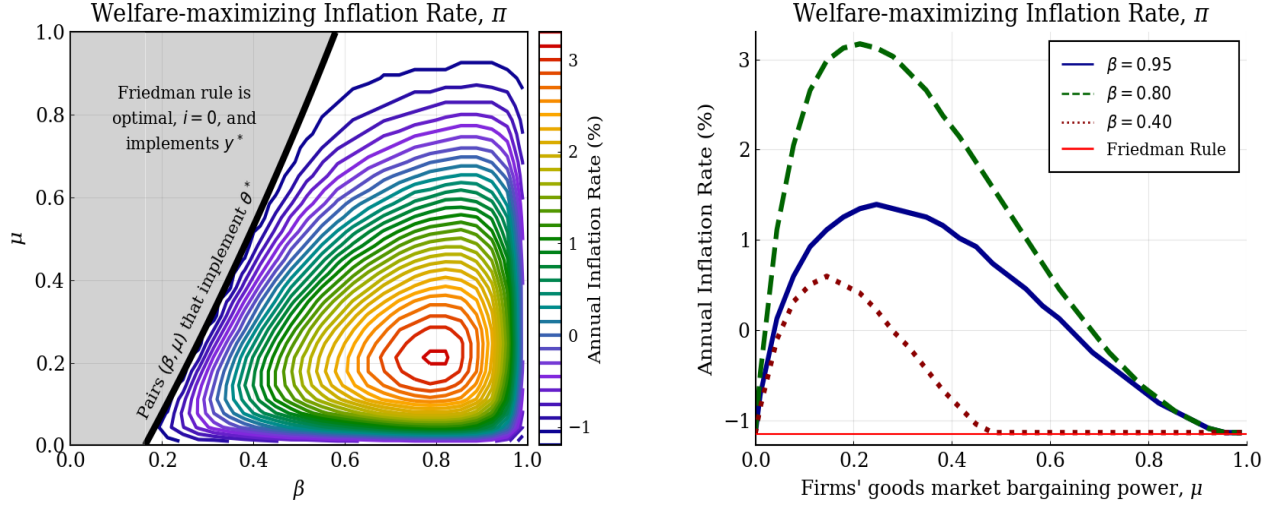 Welfare-maximizing Inflation Rate, π
1.0
0.8
0.6
0.4
0.2
0.0
μ
Friedman rule is
optimal, i = 0, and
implements y*
Pairs (β, μ) that implement θ*
0.0
0.2
0.4
0.6
0.8
1.0
β
3
2
1
0
−1
Annual Inflation Rate (%)
Welfare-maximizing Inflation Rate, π
3
2
1
0
−1
Annual Inflation Rate (%)
β = 0.95
β = 0.80
β = 0.40
Friedman Rule
0.0
0.2
0.4
0.6
0.8
1.0
Firms' goods market bargaining power, μ